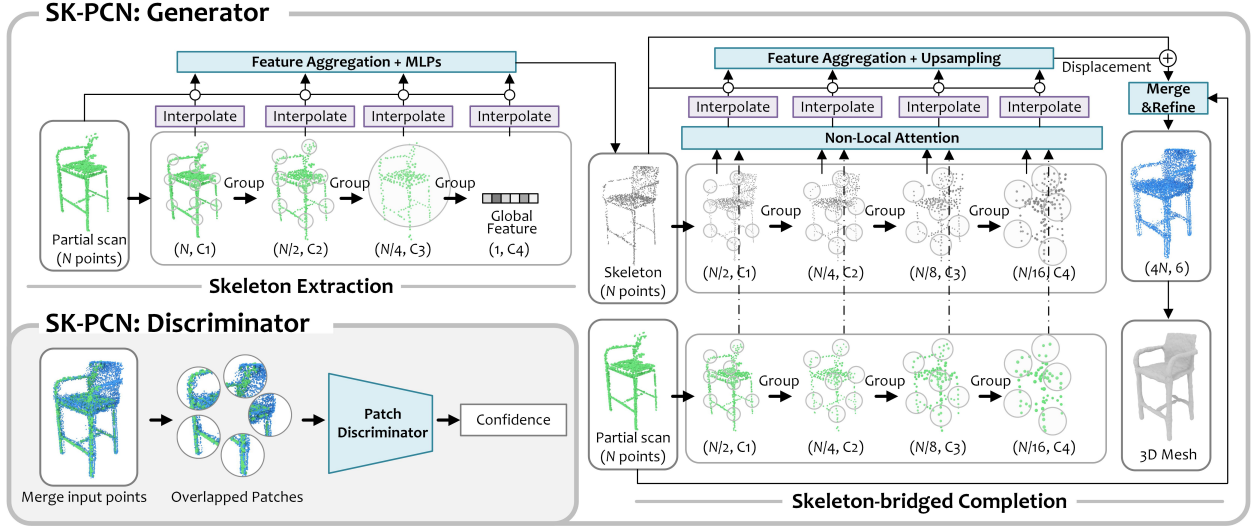 SK-PCN: Generator
Feature Aggregation + MLPs
Interpolate
Interpolate
Interpolate
Interpolate
Partial scan
(N points)
Group
Group
Group
Global
Feature
(N, C1)
(N/2, C2)
(N/4, C3)
(1, C4)
Skeleton Extraction
Feature Aggregation + Upsampling
Displacement
Interpolate
Interpolate
Interpolate
Interpolate
Merge
&Refine
Non-Local Attention
Skeleton
(N points)
Group
Group
Group
(N/2, C1)
(N/4, C2)
(N/8, C3)
(N/16, C4)
(4N, 6)
Partial scan
(N points)
Group
Group
Group
(N/2, C1)
(N/4, C2)
(N/8, C3)
(N/16, C4)
3D Mesh
Skeleton-bridged Completion
SK-PCN: Discriminator
Merge input points
Overlapped Patches
Patch
Discriminator
Confidence